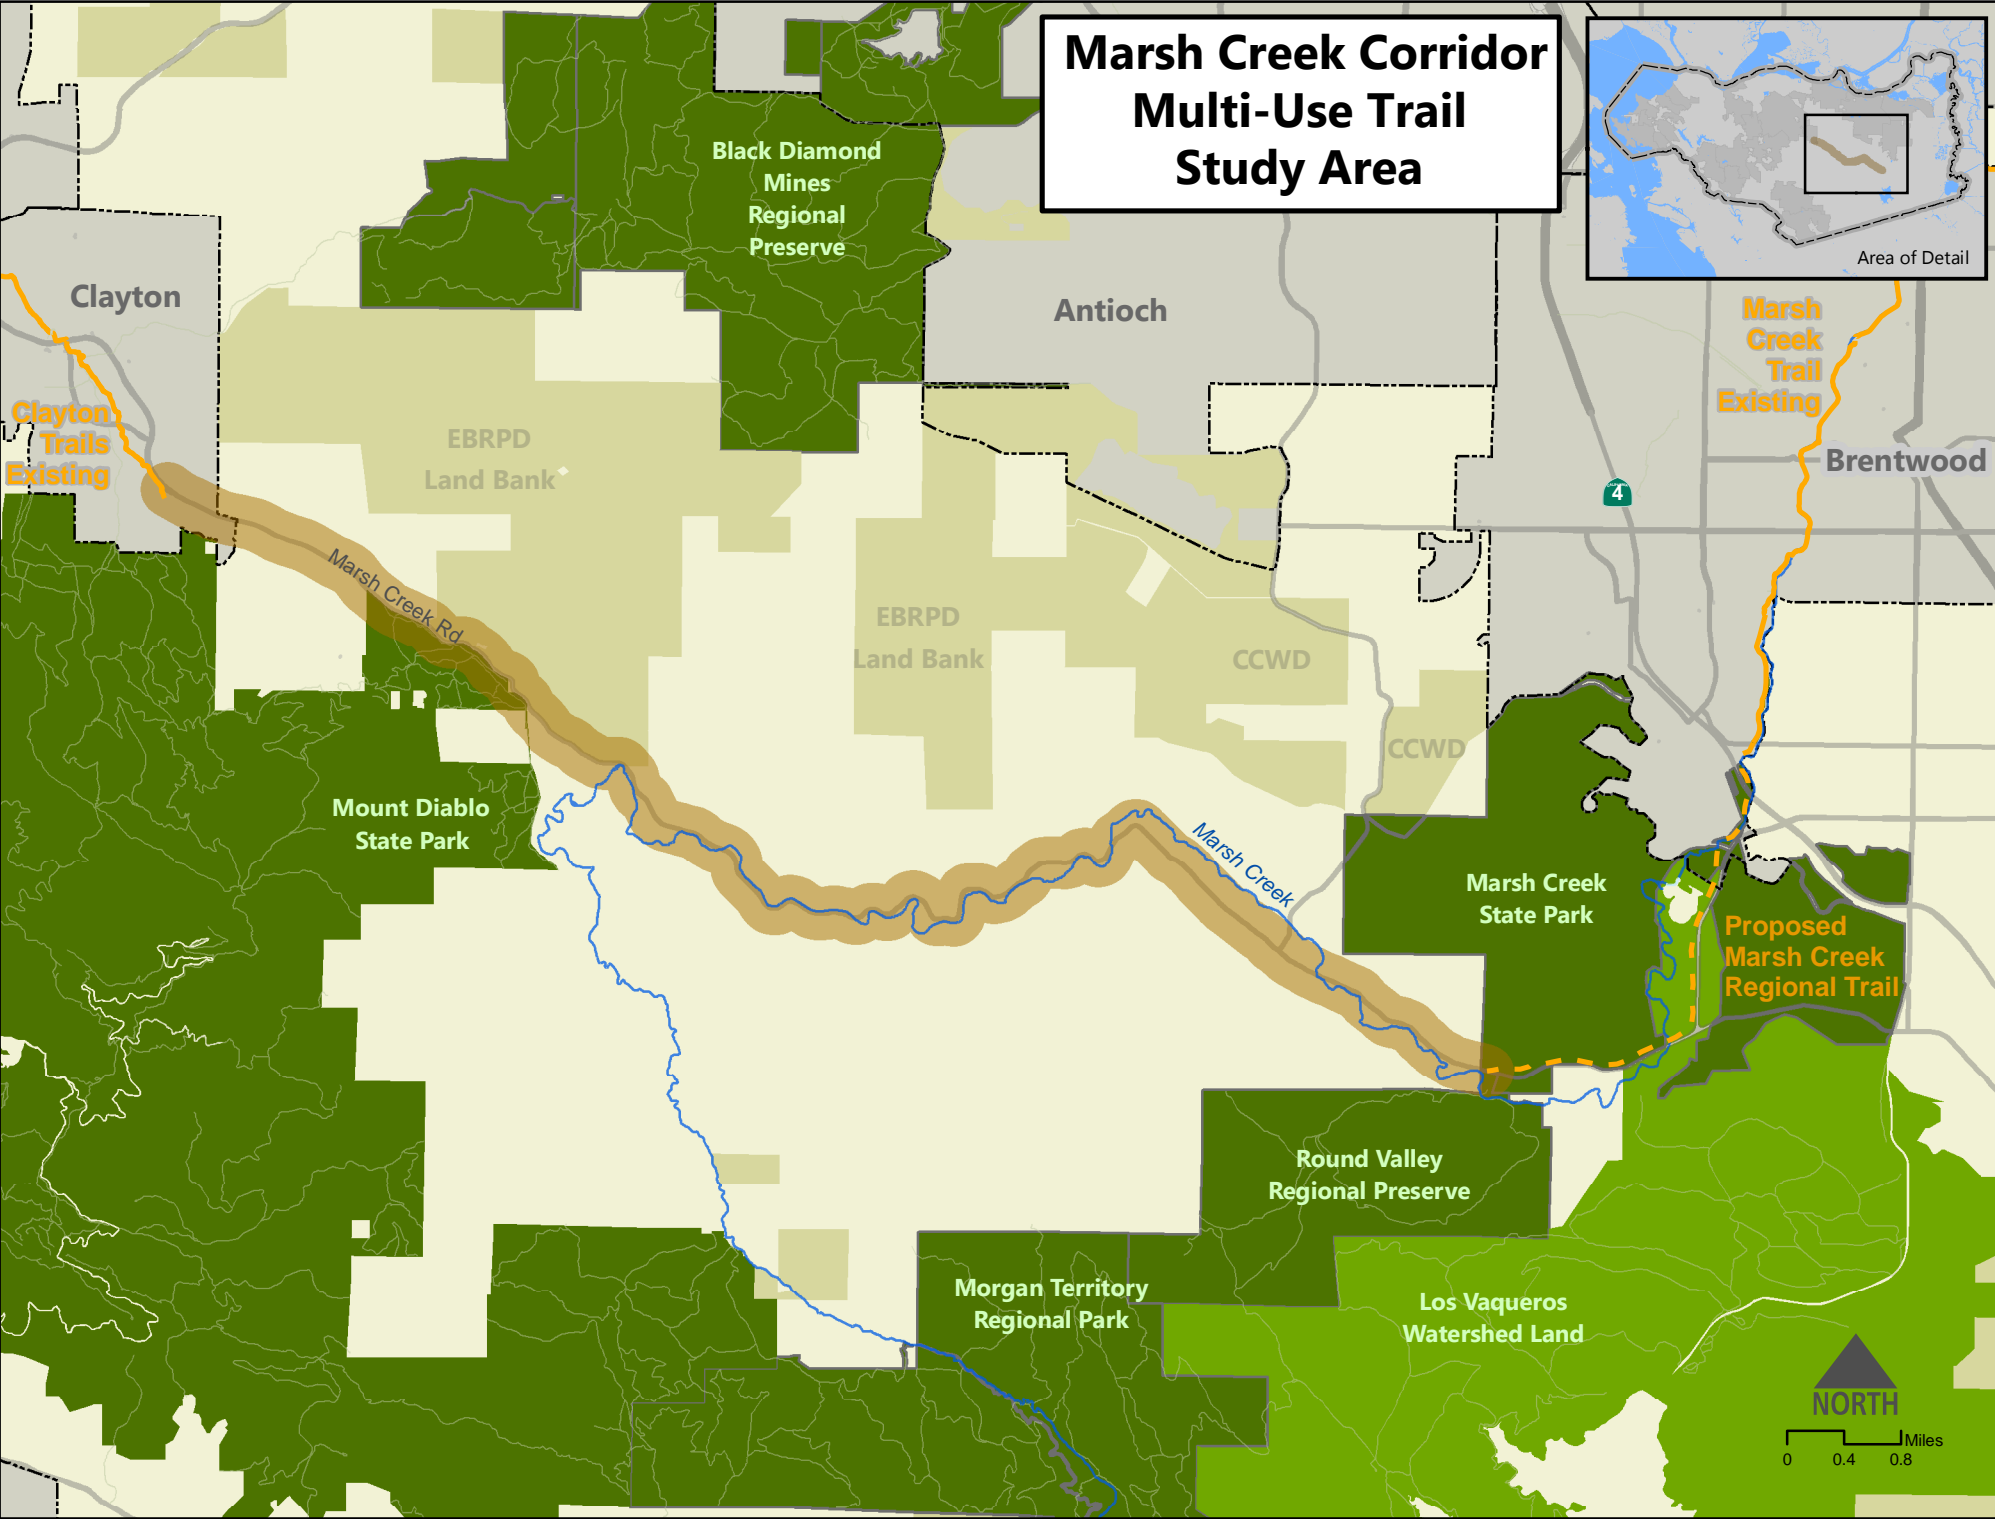 Marsh Creek Corridor
Multi-Use Trail
Study Area
Area of Detail
Black Diamond
Mines
Regional
Preserve
Clayton
Antioch
Marsh
Creek
Trail
Existing
Clayton
Trails
Existing
EBRPD
Land Bank
Brentwood
4
Marsh Creek Rd
EBRPD
Land Bank
CCWD
CCWD
Mount Diablo
State Park
Marsh Creek
Marsh Creek
State Park
Proposed
Marsh Creek
Regional Trail
Round Valley
Regional Preserve
Morgan Territory
Regional Park
Los Vaqueros
Watershed Land
NORTH
Miles
0 0.4 0.8